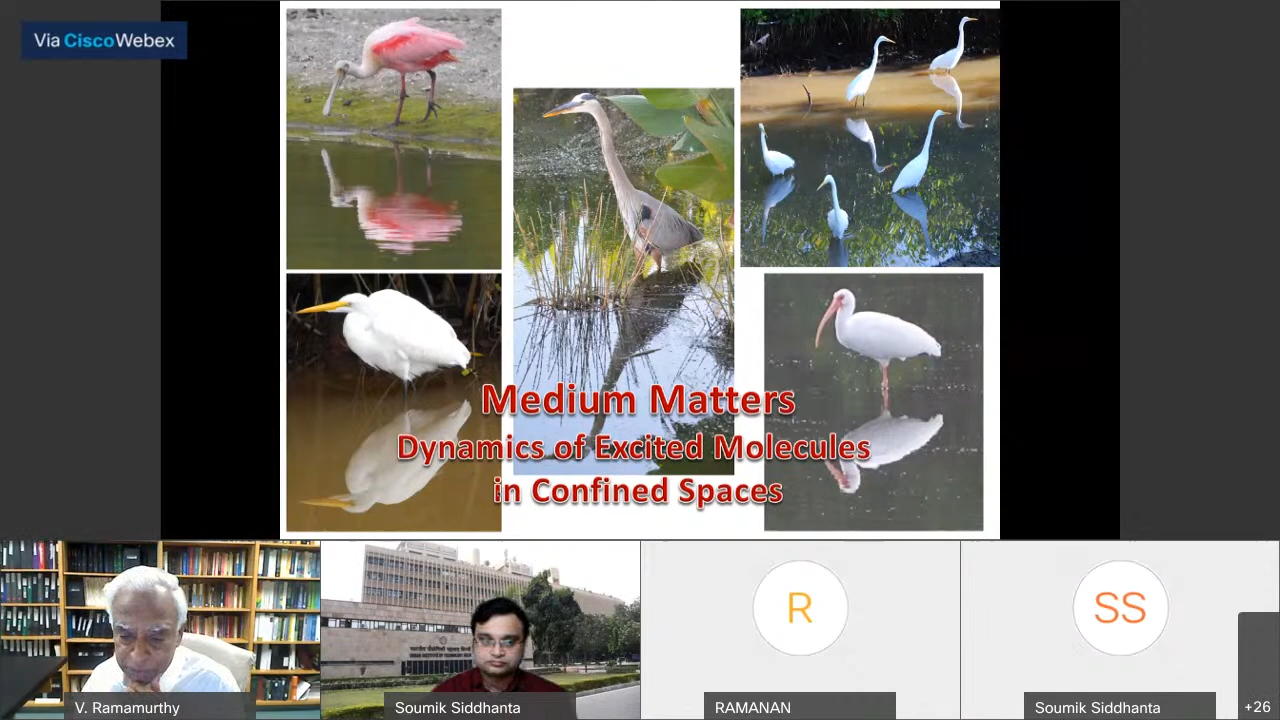 Via CiscoWebex
Medium Matters
Dynamics of Excited Molecules
in Confined Spaces
V. Ramamurthy
Soumik Siddhanta
R
RAMANAN
SS
Soumik Siddhanta
+26